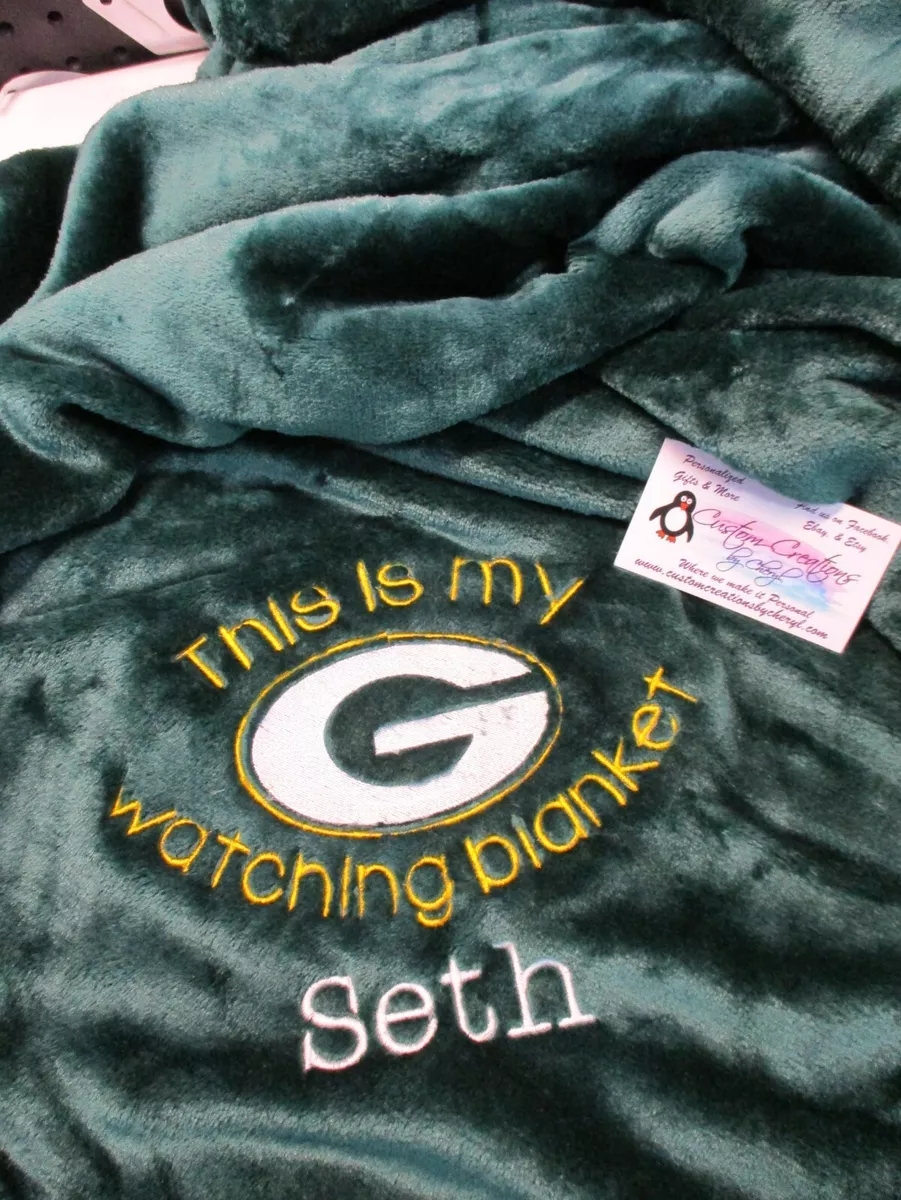 Personalized
Gifts & More
Find us on Facebook
Ebay, & Etsy
Custom Creations
by Cheryl
Where we make it Personal
www.customcreationsbycheryl.com
This is my
G
watching blanket
Seth